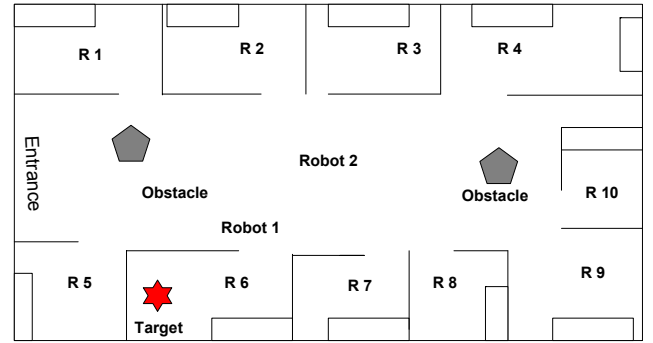 R 1
R 2
R 3
R 4
Entrance
Robot 2
Obstacle
Obstacle
R 10
Robot 1
R 5
R 6
R 7
R 8
R 9
Target